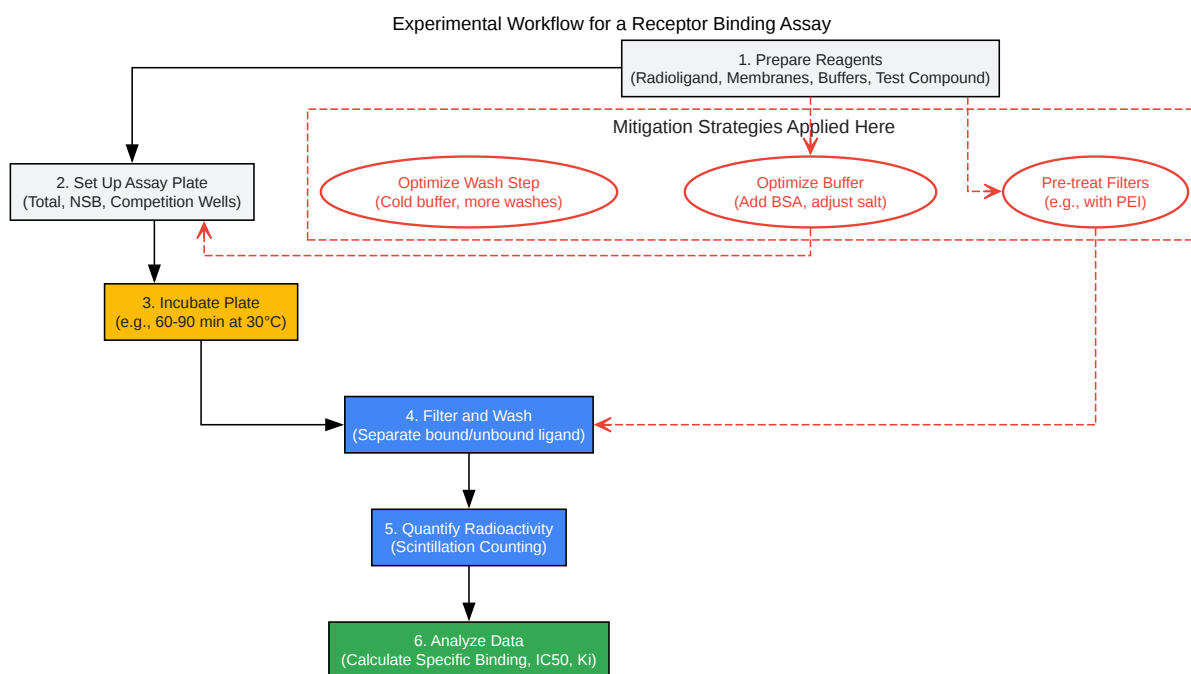 Experimental Workflow for a Receptor Binding Assay
1. Prepare Reagents
(Radioligand, Membranes, Buffers, Test Compound)
Mitigation Strategies Applied Here
2. Set Up Assay Plate
(Total, NSB, Competition Wells)
Optimize Wash Step
(Cold buffer, more washes)
Optimize Buffer
(Add BSA, adjust salt)
Pre-treat Filters
(e.g., with PEI)
3. Incubate Plate
(e.g., 60-90 min at 30°C)
4. Filter and Wash
(Separate bound/unbound ligand)
5. Quantify Radioactivity
(Scintillation Counting)
6. Analyze Data
(Calculate Specific Binding, IC50, Ki)